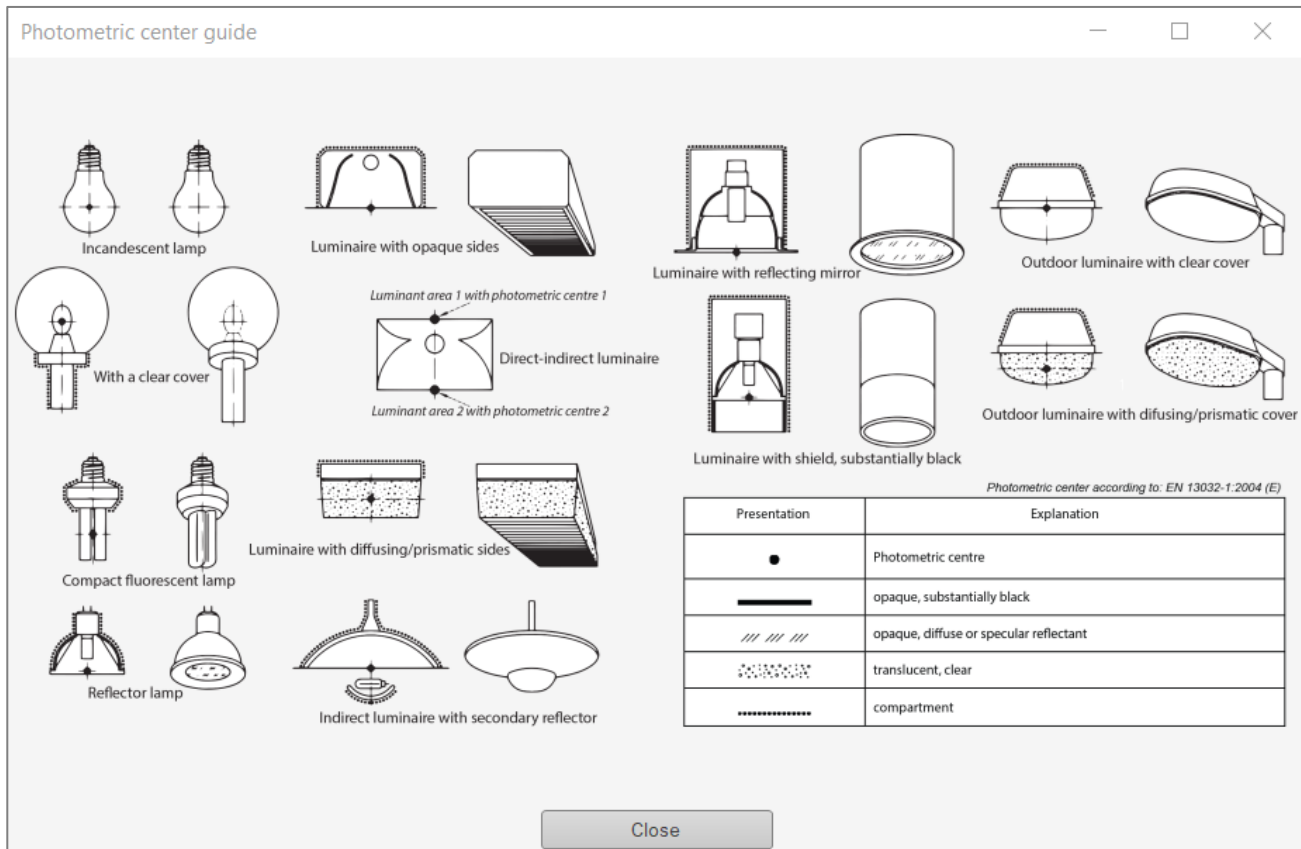 Photometric center guide
Incandescent lamp
Luminaire with opaque sides
Luminaire with reflecting mirror
Outdoor luminaire with clear cover
With a clear cover
Luminant area 1 with photometric centre 1
Direct-indirect luminaire
Luminant area 2 with photometric centre 2
Luminaire with shield, substantially black
Outdoor luminaire with difusing/prismatic cover
Compact fluorescent lamp
Luminaire with diffusing/prismatic sides
Reflector lamp
Indirect luminaire with secondary reflector
Photometric center according to: EN 13032-1:2004 (E)
Presentation Explanation
Photometric centre
opaque, substantially black
opaque, diffuse or specular reflectant
translucent, clear
compartment
Close